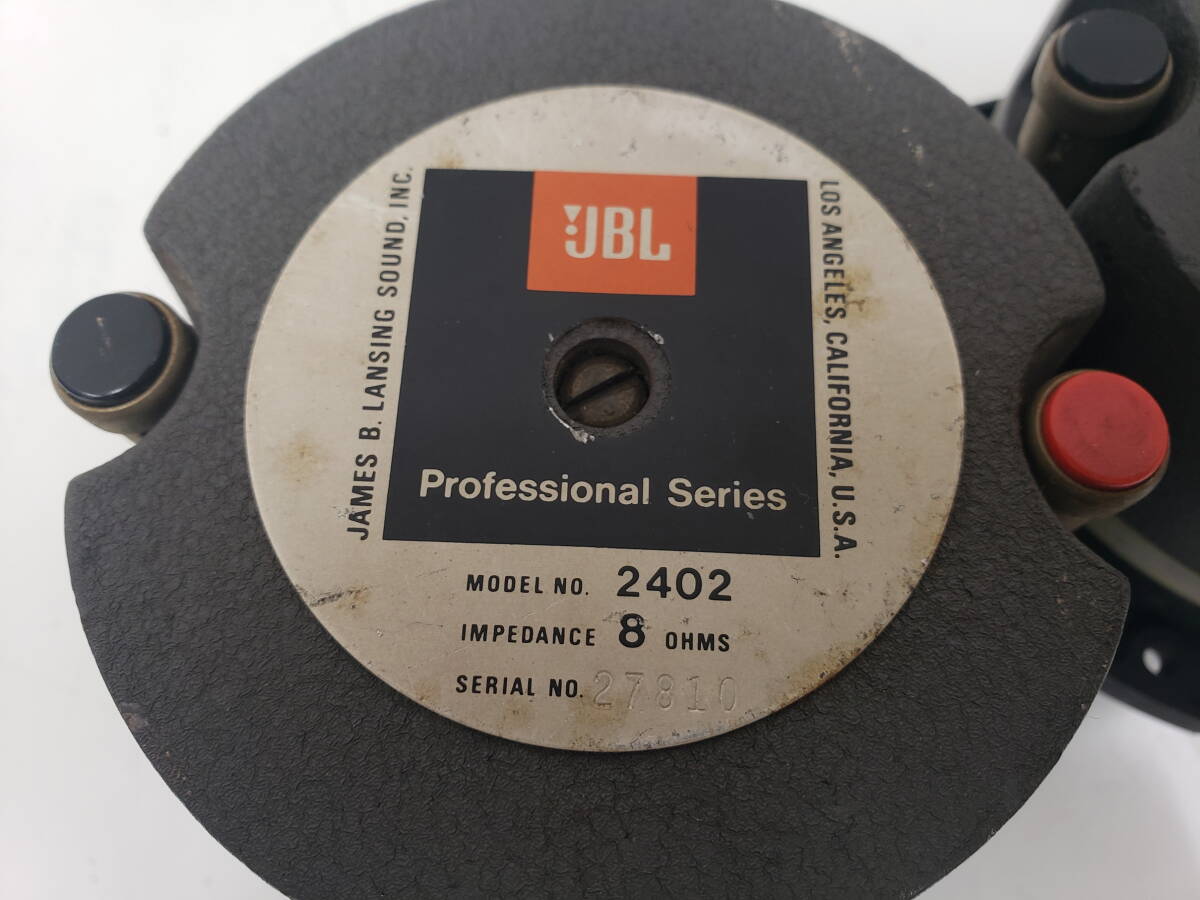 JBL
JAMES B. LANSING SOUND, INC.
LOS ANGELES, CALIFORNIA, U.S.A.
Professional Series
MODEL NO. 2402
IMPEDANCE 8 OHMS
SERIAL NO. 27810